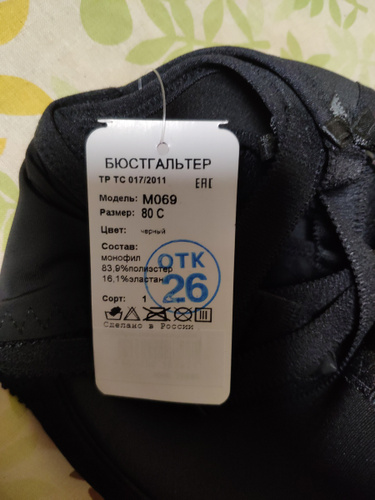 БЮСТГАЛЬТЕР
ТР ТС 017/2011 EAC
Модель: М069
Размер: 80 С
Цвет: черный
Состав:
монофил
83,9%полиэстер
16,1%эластан
ОТК
26
Сорт: 1
Сделано в России